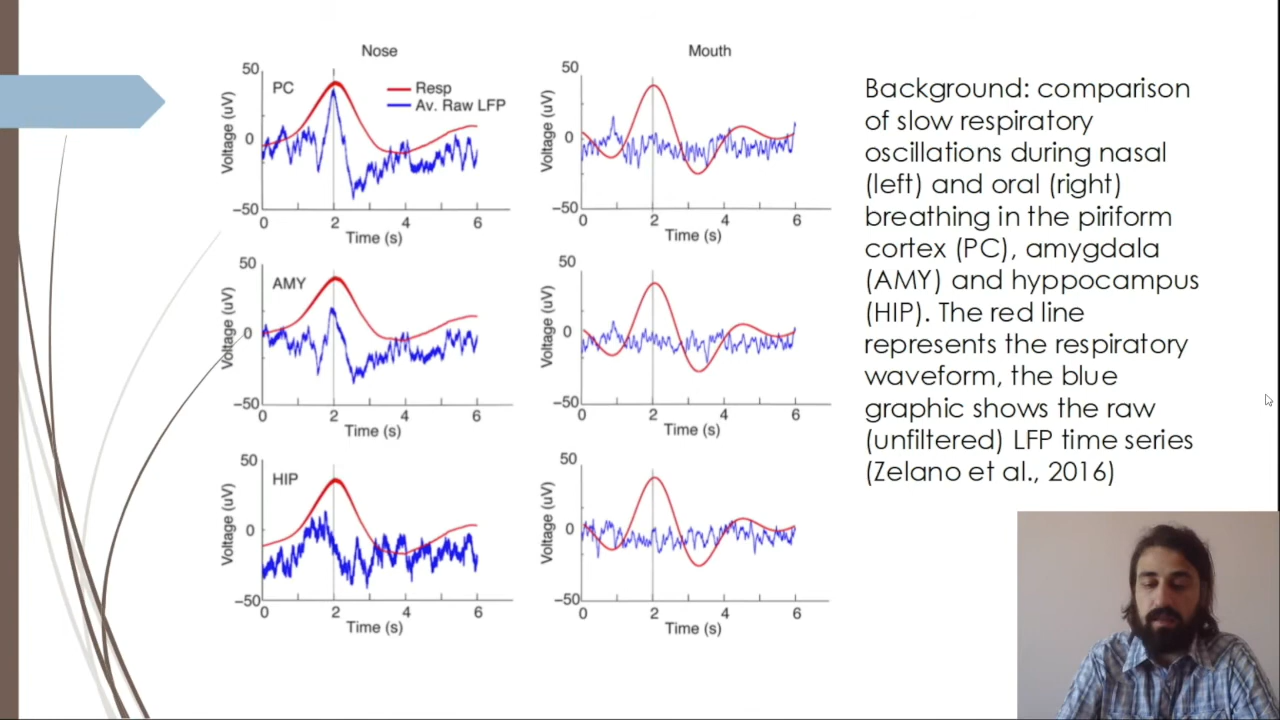 Nose
50
PC
Resp
Av. Raw LFP
Voltage (uV)
0
−50
0 2 4 6
Time (s)
Mouth
50
Voltage (uV)
0
−50
0 2 4 6
Time (s)
50
AMY
Voltage (uV)
0
−50
0 2 4 6
Time (s)
50
Voltage (uV)
0
−50
0 2 4 6
Time (s)
50
HIP
Voltage (uV)
0
−50
0 2 4 6
Time (s)
50
Voltage (uV)
0
−50
0 2 4 6
Time (s)
Background: comparison
of slow respiratory
oscillations during nasal
(left) and oral (right)
breathing in the piriform
cortex (PC), amygdala
(AMY) and hyppocampus
(HIP). The red line
represents the respiratory
waveform, the blue
graphic shows the raw
(unfiltered) LFP time series
(Zelano et al., 2016)